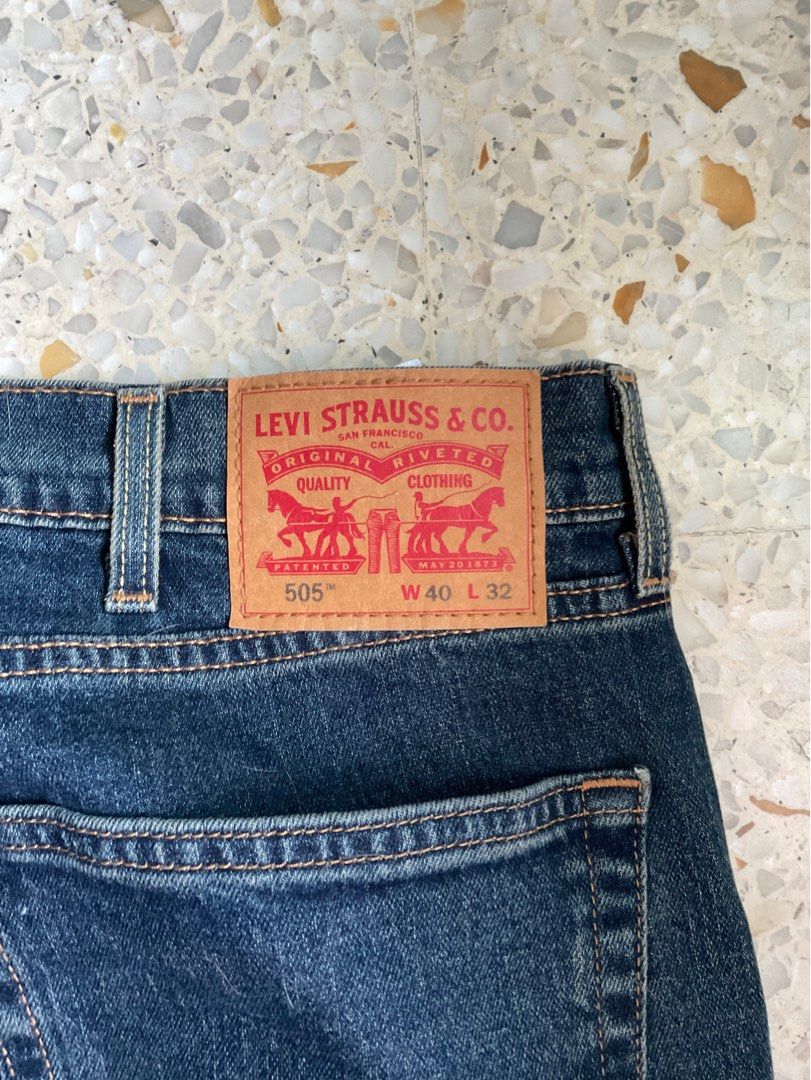 LEVI STRAUSS & CO.
SAN FRANCISCO
CAL.
ORIGINAL RIVETED
QUALITY CLOTHING
PATENTED MAY 20 1873
505™ W 40 L 32